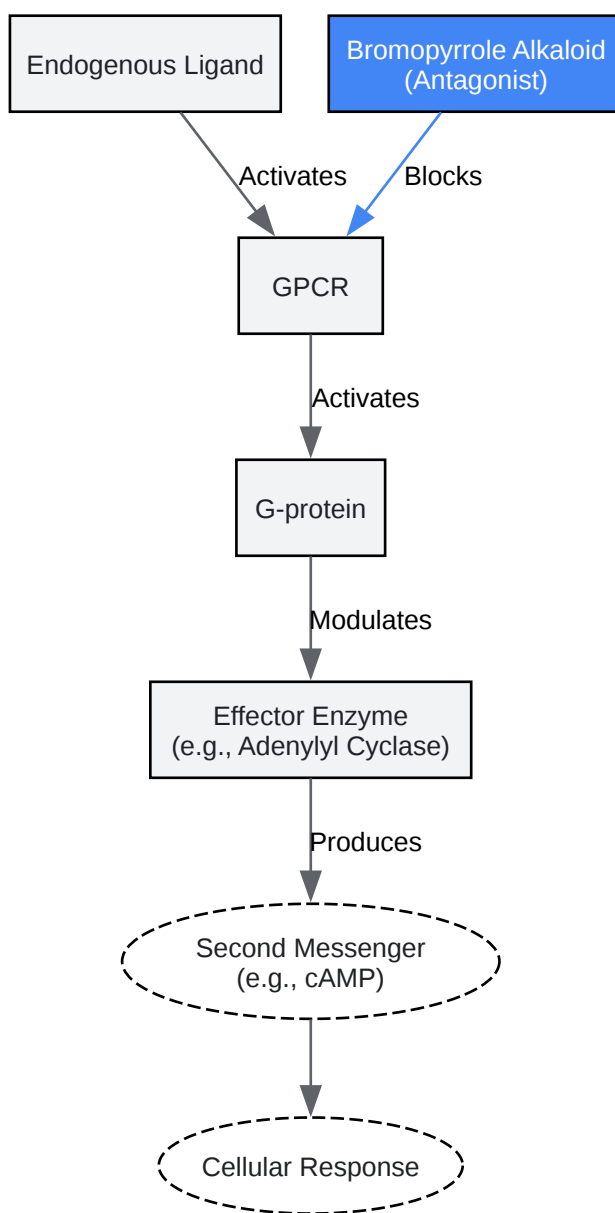 Endogenous Ligand
Bromopyrrole Alkaloid
(Antagonist)
Activates
Blocks
GPCR
Activates
G-protein
Modulates
Effector Enzyme
(e.g., Adenylyl Cyclase)
Produces
Second Messenger
(e.g., cAMP)
Cellular Response